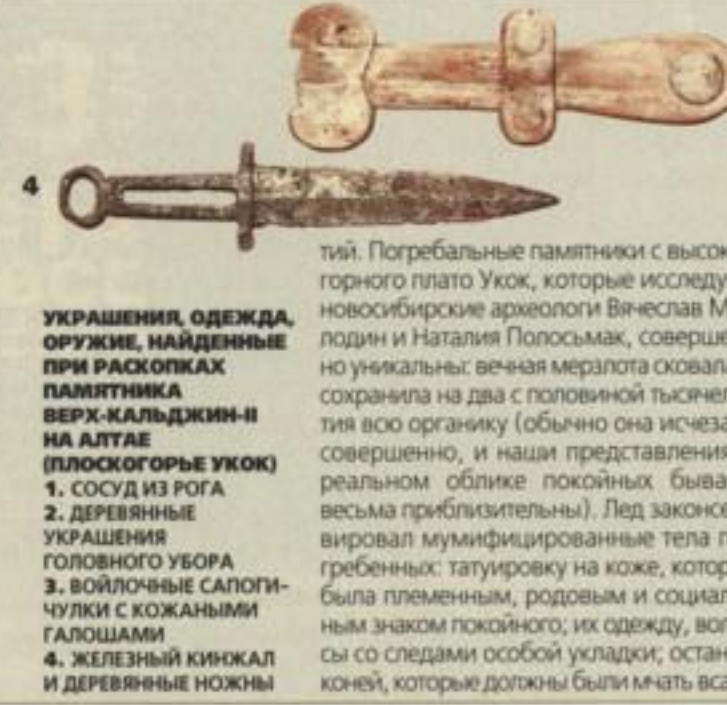 4
УКРАШЕНИЯ, ОДЕЖДА,
ОРУЖИЕ, НАЙДЕННЫЕ
ПРИ РАСКОПКАХ
ПАМЯТНИКА
ВЕРХ-КАЛЬДЖИН-II
НА АЛТАЕ
(ПЛОСКОГОРЬЕ УКОК)
1. СОСУД ИЗ РОГА
2. ДЕРЕВЯННЫЕ
УКРАШЕНИЯ
ГОЛОВНОГО УБОРА
3. ВОЙЛОЧНЫЕ САПОГИ-
ЧУЛКИ С КОЖАНЫМИ
ГАЛОШАМИ
4. ЖЕЛЕЗНЫЙ КИНЖАЛ
И ДЕРЕВЯННЫЕ НОЖНЫ
тий. Погребальные памятники с высок
горного плато Укок, которые исследу
новосибирские археологи Вячеслав М
лодин и Наталия Полосьмак, соверше
но уникальны: вечная мерзлота сковала
сохранила на два с половиной тысячел
тия всю органику (обычно она исчеза
совершенно, и наши представления
реальном облике покойных быва
весьма приблизительны). Лед законсе
вировал мумифицированные тела п
гребенных: татуировку на коже, котор
была племенным, родовым и социал
ным знаком покойного; их одежду, вол
сы со следами особой укладки; остан
коней, которые должны были мчать вса